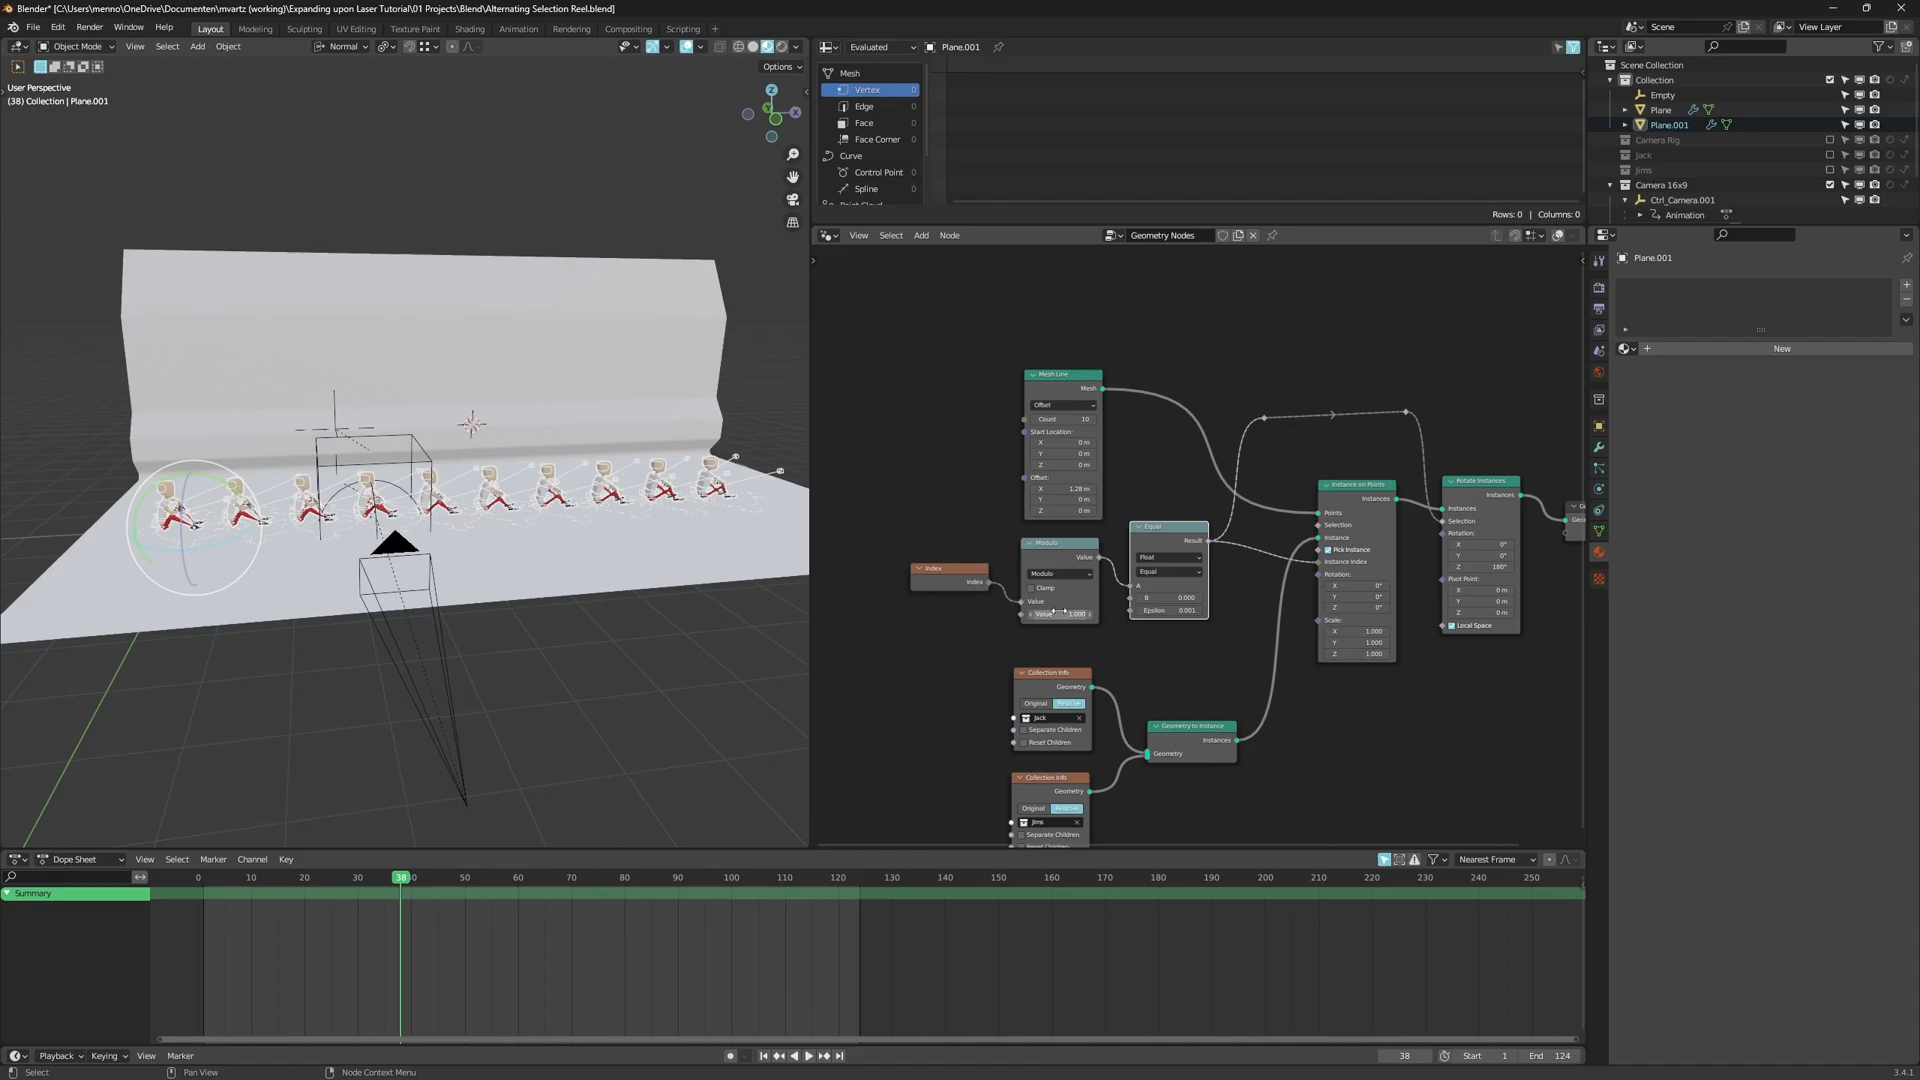 Blender* [C:\Users\menno\OneDrive\Documenten\mvartz (working)\Expanding upon Laser Tutorial\01 Projects\Blend\Alternating Selection Reel.blend]
File Edit Render Window Help
Layout Modeling Sculpting UV Editing Texture Paint Shading Animation Rendering Compositing Scripting +
Scene
View Layer
Object Mode View Select Add Object
Normal
Options
User Perspective
(38) Collection | Plane.001
Z
X
Y
Evaluated
Plane.001
Mesh
Vertex 0
Edge 0
Face 0
Face Corner 0
Curve
Control Point 0
Spline 0
Rows: 0 | Columns: 0
View Select Add Node
Geometry Nodes
Mesh Line
Mesh
Offset
Count 10
Start Location:
X 0 m
Y 0 m
Z 0 m
Offset:
X 1.28 m
Y 0 m
Z 0 m
Index
Index
Modulo
Value
Modulo
Clamp
Value
Value 1.000
Equal
Result
Float
Equal
A
B 0.000
Epsilon 0.001
Instance on Points
Instances
Points
Selection
Instance
Pick Instance
Instance Index
Rotation:
X 0°
Y 0°
Z 0°
Scale:
X 1.000
Y 1.000
Z 1.000
Rotate Instances
Instances
Instances
Selection
Rotation:
X 0°
Y 0°
Z 180°
Pivot Point:
X 0 m
Y 0 m
Z 0 m
Local Space
Collection Info
Geometry
Original Relative
Jack
Separate Children
Reset Children
Geometry to Instance
Instances
Geometry
Collection Info
Geometry
Original Relative
Jims
Separate Children
Scene Collection
Collection
Empty
Plane
Plane.001
Camera Rig
Jack
Jims
Camera 16x9
Ctrl_Camera.001
Animation
Plane.001
New
Dope Sheet View Select Marker Channel Key
Nearest Frame
0 10 20 30 38 50 60 70 80 90 100 110 120 130 140 150 160 170 180 190 200 210 220 230 240 250
Summary
Playback Keying View Marker
38 Start 1 End 124
Select Pan View Node Context Menu
3.4.1